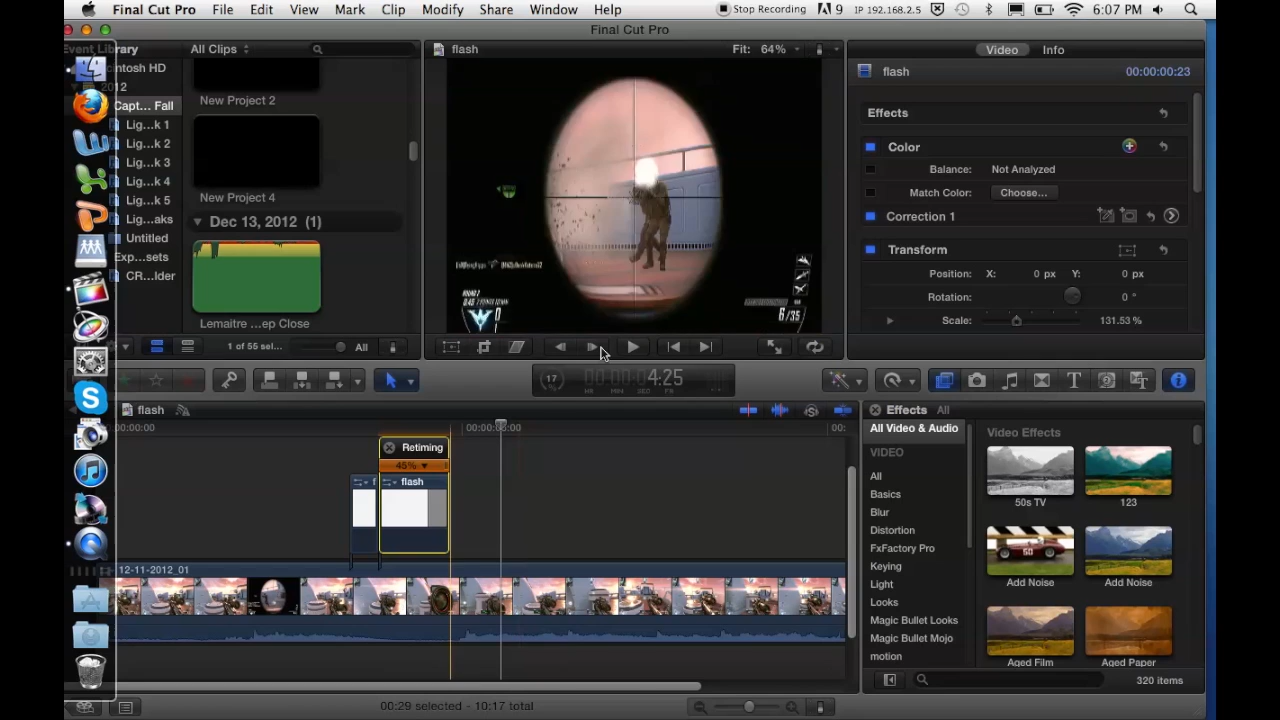 Final Cut Pro File Edit View Mark Clip Modify Share Window Help
Stop Recording 9 IP 192.168.2.5 6:07 PM
Final Cut Pro
Event Library
All Clips
flash
Fit: 64%
Video Info
flash 00:00:00:23
Effects
Color
Balance: Not Analyzed
Match Color: Choose...
Correction 1
Transform
Position: X: 0 px Y: 0 px
Rotation: 0 °
Scale: 131.53 %
2012
Capt... Fall
Lig...k 1
Lig...k 2
Lig...k 3
Lig...k 4
Lig...k 5
Lig...aks
Untitled
Exp...sets
CR...lder
New Project 2
New Project 4
Dec 13, 2012 (1)
Lemaitre ...ep Close
6/35
1 of 55 sel... All
17
4:25
HR MIN SEC FR
flash
00:00:00
Retiming
45%
flash
12-11-2012_01
Effects All
All Video & Audio
VIDEO
All
Basics
Blur
Distortion
FxFactory Pro
Keying
Light
Looks
Magic Bullet Looks
Magic Bullet Mojo
motion
Video Effects
50s TV
123
Add Noise
Add Noise
Aged Film
Aged Paper
320 items
00:29 selected - 10:17 total